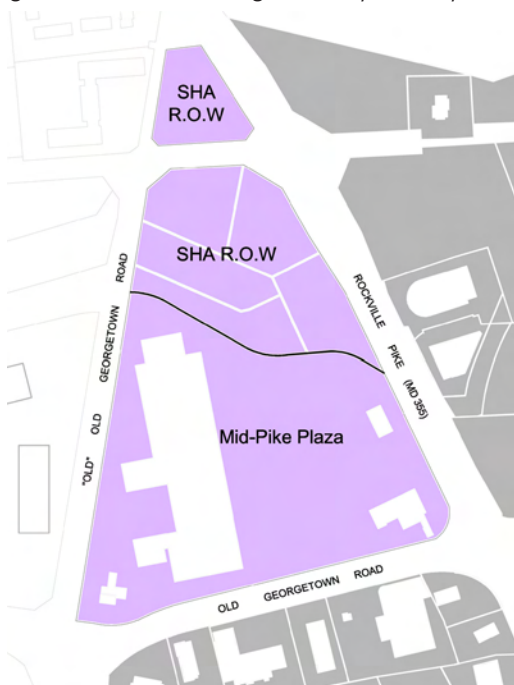 SHA
R.O.W
SHA R.O.W
"OLD" OLD GEORGETOWN ROAD
ROCKVILLE PIKE (MD 355)
Mid-Pike Plaza
OLD GEORGETOWN ROAD